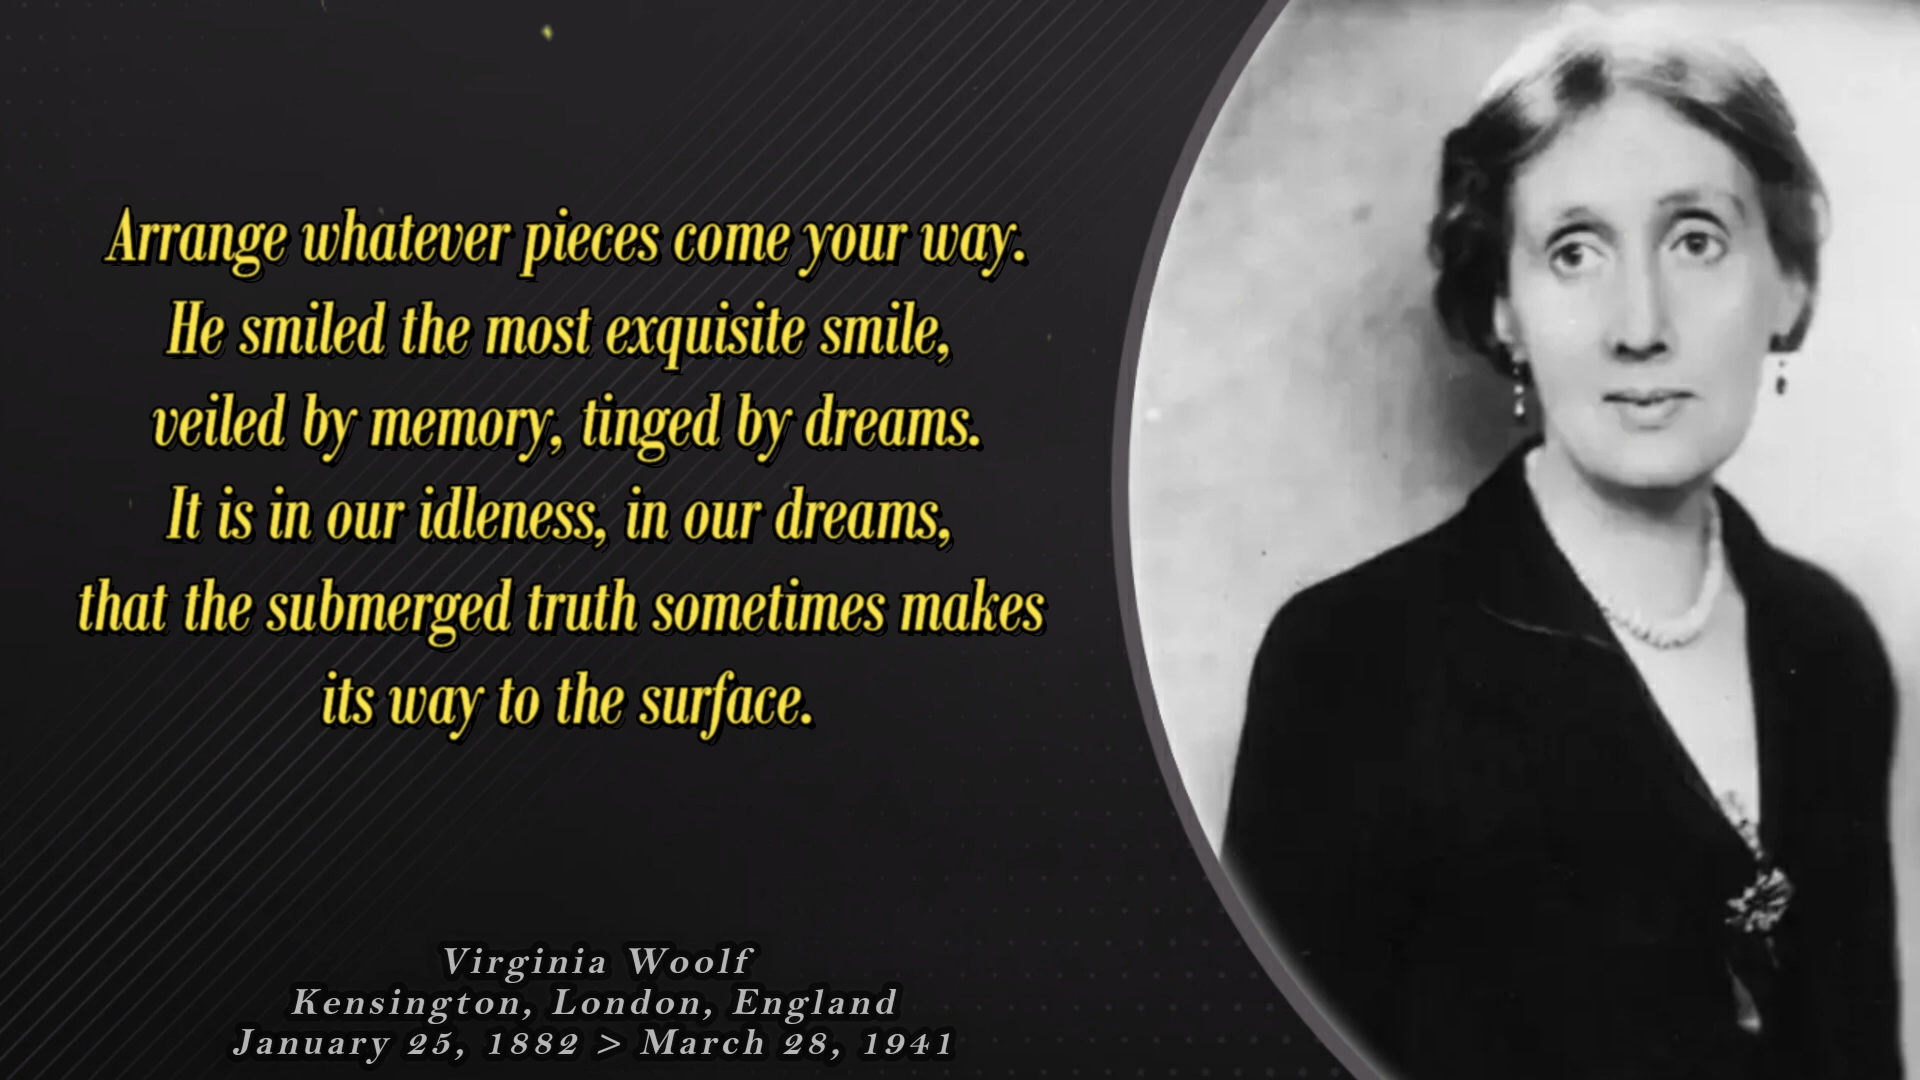 Arrange whatever pieces come your way.
He smiled the most exquisite smile,
veiled by memory, tinged by dreams.
It is in our idleness, in our dreams,
that the submerged truth sometimes makes
its way to the surface.
Virginia Woolf
Kensington, London, England
January 25, 1882 > March 28, 1941